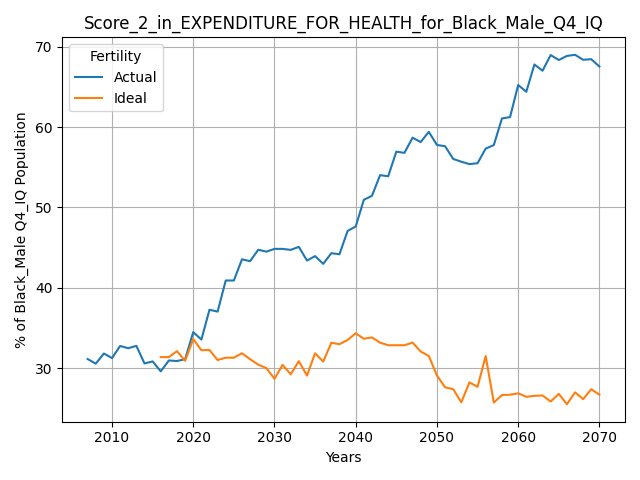 Score_2_in_EXPENDITURE_FOR_HEALTH_for_Black_Male_Q4_IQ
Fertility
Actual
Ideal
% of Black_Male Q4_IQ Population
70
60
50
40
30
2010
2020
2030
2040
2050
2060
2070
Years